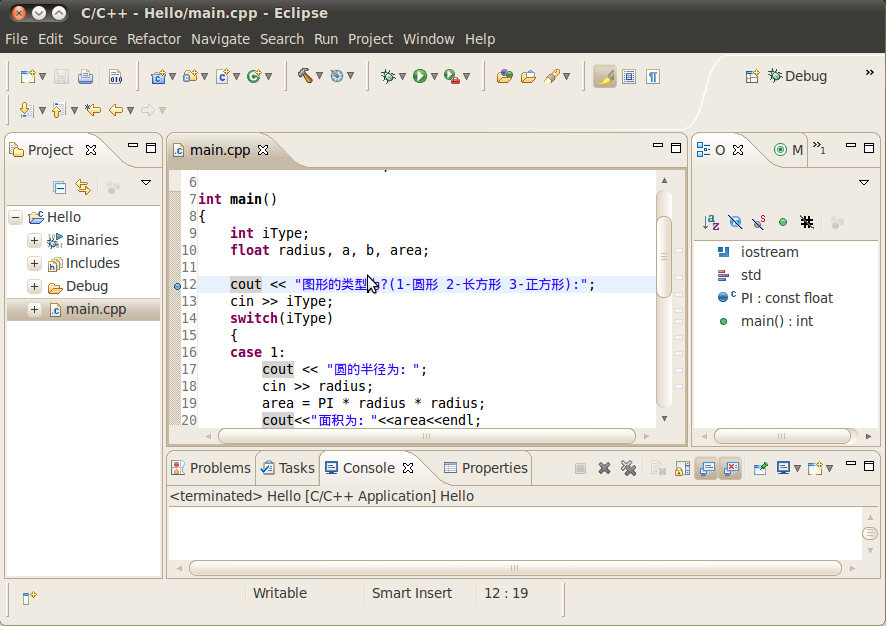 C/C++ - Hello/main.cpp - Eclipse
File Edit Source Refactor Navigate Search Run Project Window Help
Debug »
Project
main.cpp
O
M »1
Hello
Binaries
Includes
Debug
main.cpp
6
7 int main()
8 {
9 int iType;
10 float radius, a, b, area;
11
12 cout << "图形的类型为?(1-圆形 2-长方形 3-正方形):";
13 cin >> iType;
14 switch(iType)
15 {
16 case 1:
17 cout << "圆的半径为: ";
18 cin >> radius;
19 area = PI * radius * radius;
20 cout<<"面积为: "<<area<<endl;
iostream
std
PI : const float
main() : int
Problems Tasks Console Properties
<terminated> Hello [C/C++ Application] Hello
Writable Smart Insert 12 : 19